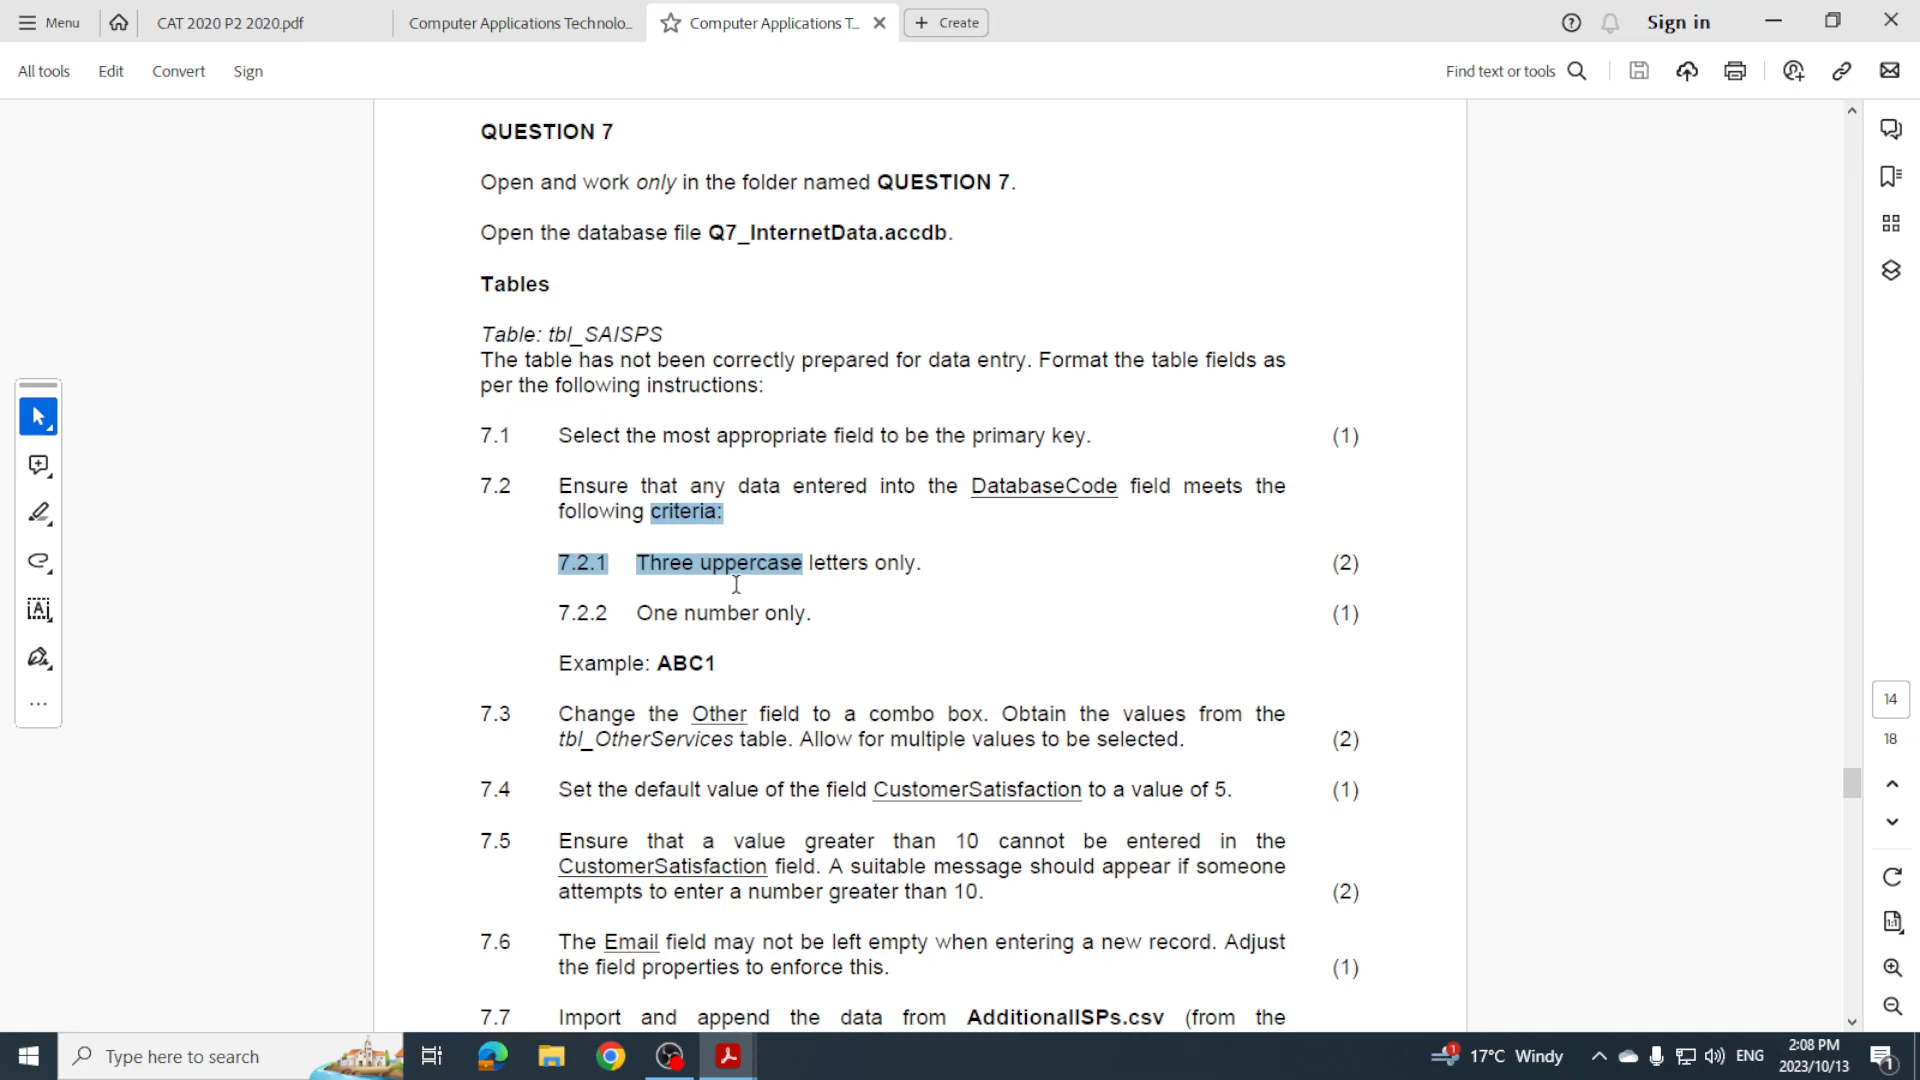 Menu
CAT 2020 P2 2020.pdf
Computer Applications Technolo...
Computer Applications T...
Create
Sign in
All tools
Edit
Convert
Sign
Find text or tools
QUESTION 7
Open and work only in the folder named QUESTION 7.
Open the database file Q7_InternetData.accdb.
Tables
Table: tbl_SAISPS
The table has not been correctly prepared for data entry. Format the table fields as
per the following instructions:
7.1 Select the most appropriate field to be the primary key. (1)
7.2 Ensure that any data entered into the DatabaseCode field meets the
following criteria:
7.2.1 Three uppercase letters only. (2)
7.2.2 One number only. (1)
Example: ABC1
7.3 Change the Other field to a combo box. Obtain the values from the
tbl_OtherServices table. Allow for multiple values to be selected. (2)
7.4 Set the default value of the field CustomerSatisfaction to a value of 5. (1)
7.5 Ensure that a value greater than 10 cannot be entered in the
CustomerSatisfaction field. A suitable message should appear if someone
attempts to enter a number greater than 10. (2)
7.6 The Email field may not be left empty when entering a new record. Adjust
the field properties to enforce this. (1)
7.7 Import and append the data from AdditionalISPs.csv (from the
14
18
1:1
Type here to search
1
17°C Windy
ENG
2:08 PM
2023/10/13
1